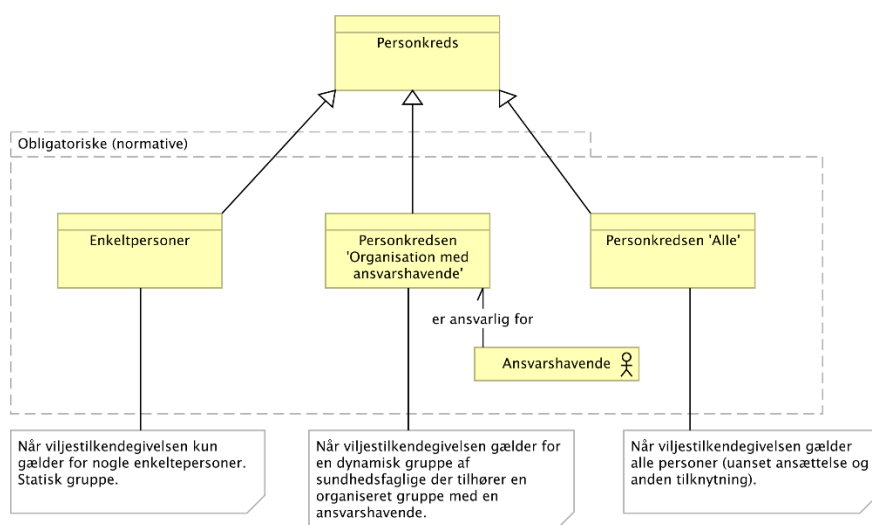 Personkreds
Obligatoriske (normative)
Enkeltpersoner
Personkredsen
'Organisation med
ansvarshavende'
Personkredsen 'Alle'
er ansvarlig for
Ansvarshavende
Når viljestilkendegivelsen kun
gælder for nogle enkeltepersoner.
Statisk gruppe.
Når viljestilkendegivelsen gælder for
en dynamisk gruppe af
sundhedsfaglige der tilhører en
organiseret gruppe med en
ansvarshavende.
Når viljestilkendegivelsen gælder
alle personer (uanset ansættelse og
anden tilknytning).